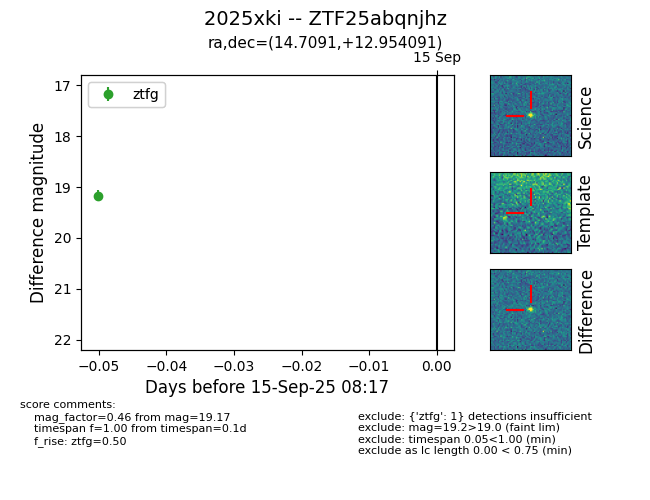 2025xki -- ZTF25abqnjhz
ra,dec=(14.7091,+12.954091)
15 Sep
ztfg
17
18
19
20
21
22
Difference magnitude
−0.05
−0.04
−0.03
−0.02
−0.01
0.00
Days before 15-Sep-25 08:17
Science
Template
Difference
score comments:
mag_factor=0.46 from mag=19.17
timespan f=1.00 from timespan=0.1d
f_rise: ztfg=0.50
exclude: {'ztfg': 1} detections insufficient
exclude: mag=19.2>19.0 (faint lim)
exclude: timespan 0.05<1.00 (min)
exclude as lc length 0.00 < 0.75 (min)